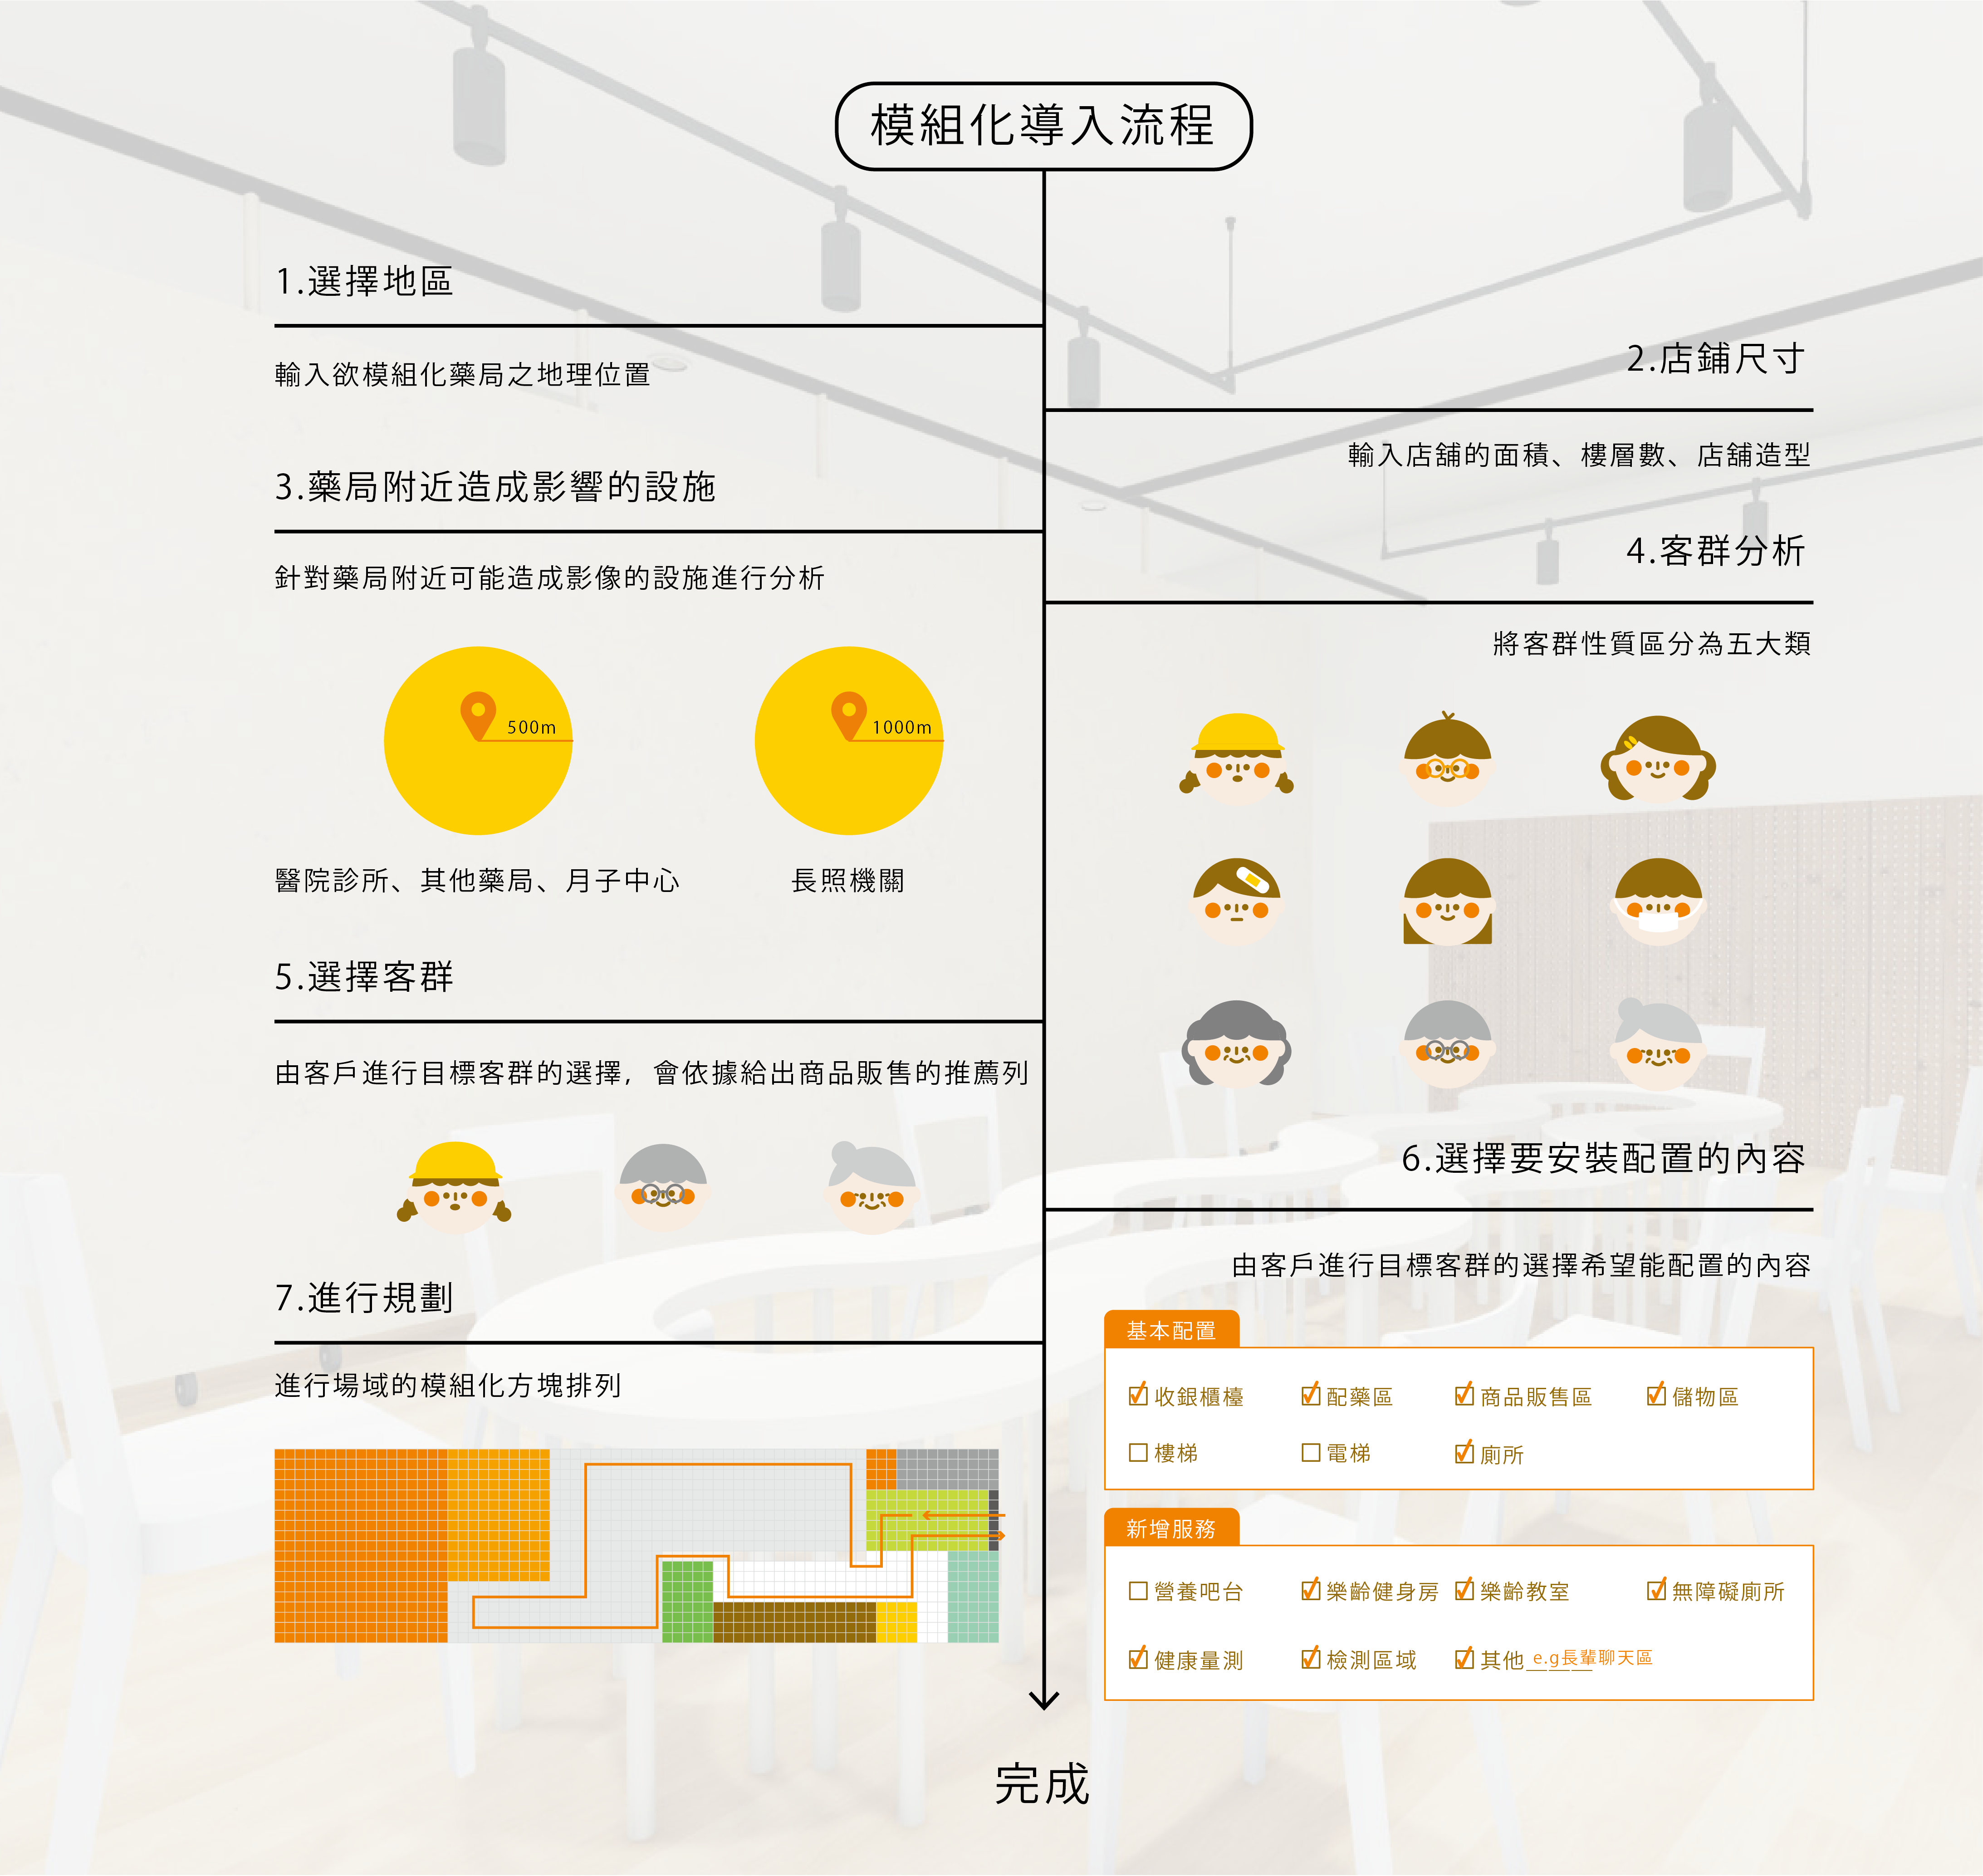 模組化導入流程
1.選擇地區
輸入欲模組化藥局之地理位置
2.店鋪尺寸
輸入店舖的面積、樓層數、店舖造型
3.藥局附近造成影響的設施
針對藥局附近可能造成影像的設施進行分析
500m
1000m
醫院診所、其他藥局、月子中心
長照機關
4.客群分析
將客群性質區分為五大類
5.選擇客群
由客戶進行目標客群的選擇，會依據給出商品販售的推薦列
6.選擇要安裝配置的內容
由客戶進行目標客群的選擇希望能配置的內容
基本配置
收銀櫃檯 配藥區 商品販售區 儲物區
樓梯 電梯 廁所
新增服務
營養吧台 樂齡健身房 樂齡教室 無障礙廁所
健康量測 檢測區域 其他 e.g長輩聊天區
7.進行規劃
進行場域的模組化方塊排列
完成